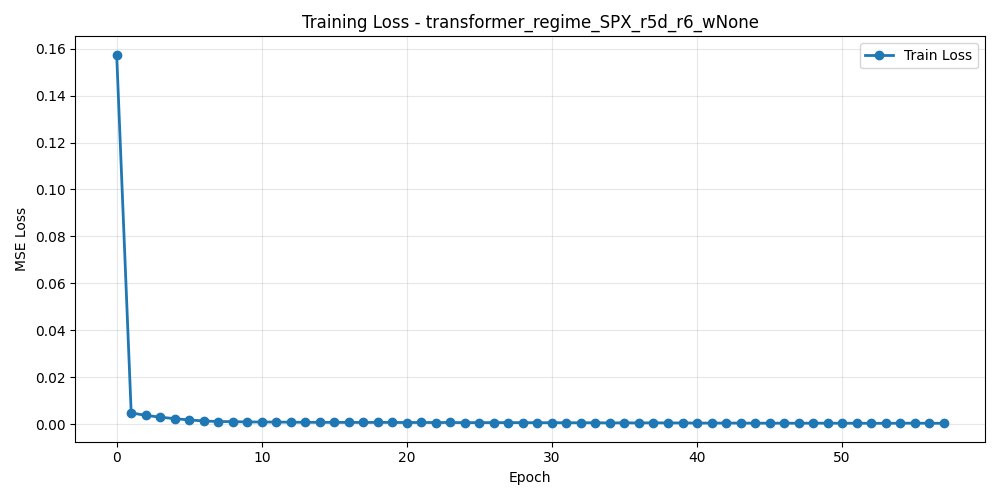 Training Loss - transformer_regime_SPX_r5d_r6_wNone
Train Loss
MSE Loss
0.16
0.14
0.12
0.10
0.08
0.06
0.04
0.02
0.00
0 10 20 30 40 50
Epoch